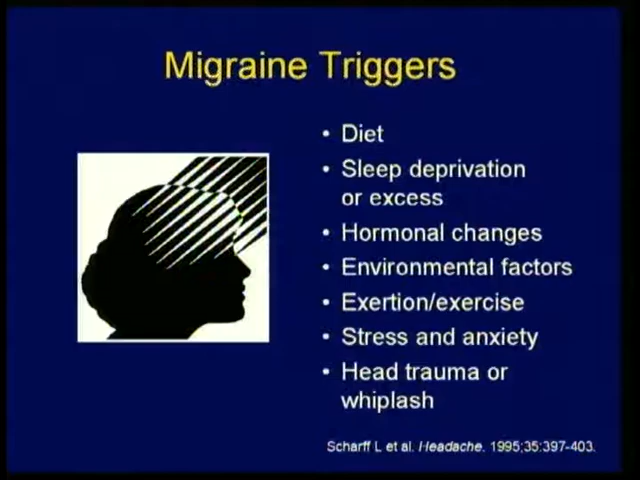 Migraine Triggers
• Diet
• Sleep deprivation
or excess
• Hormonal changes
• Environmental factors
• Exertion/exercise
• Stress and anxiety
• Head trauma or
whiplash
Scharff L et al. Headache. 1995;35:397-403.